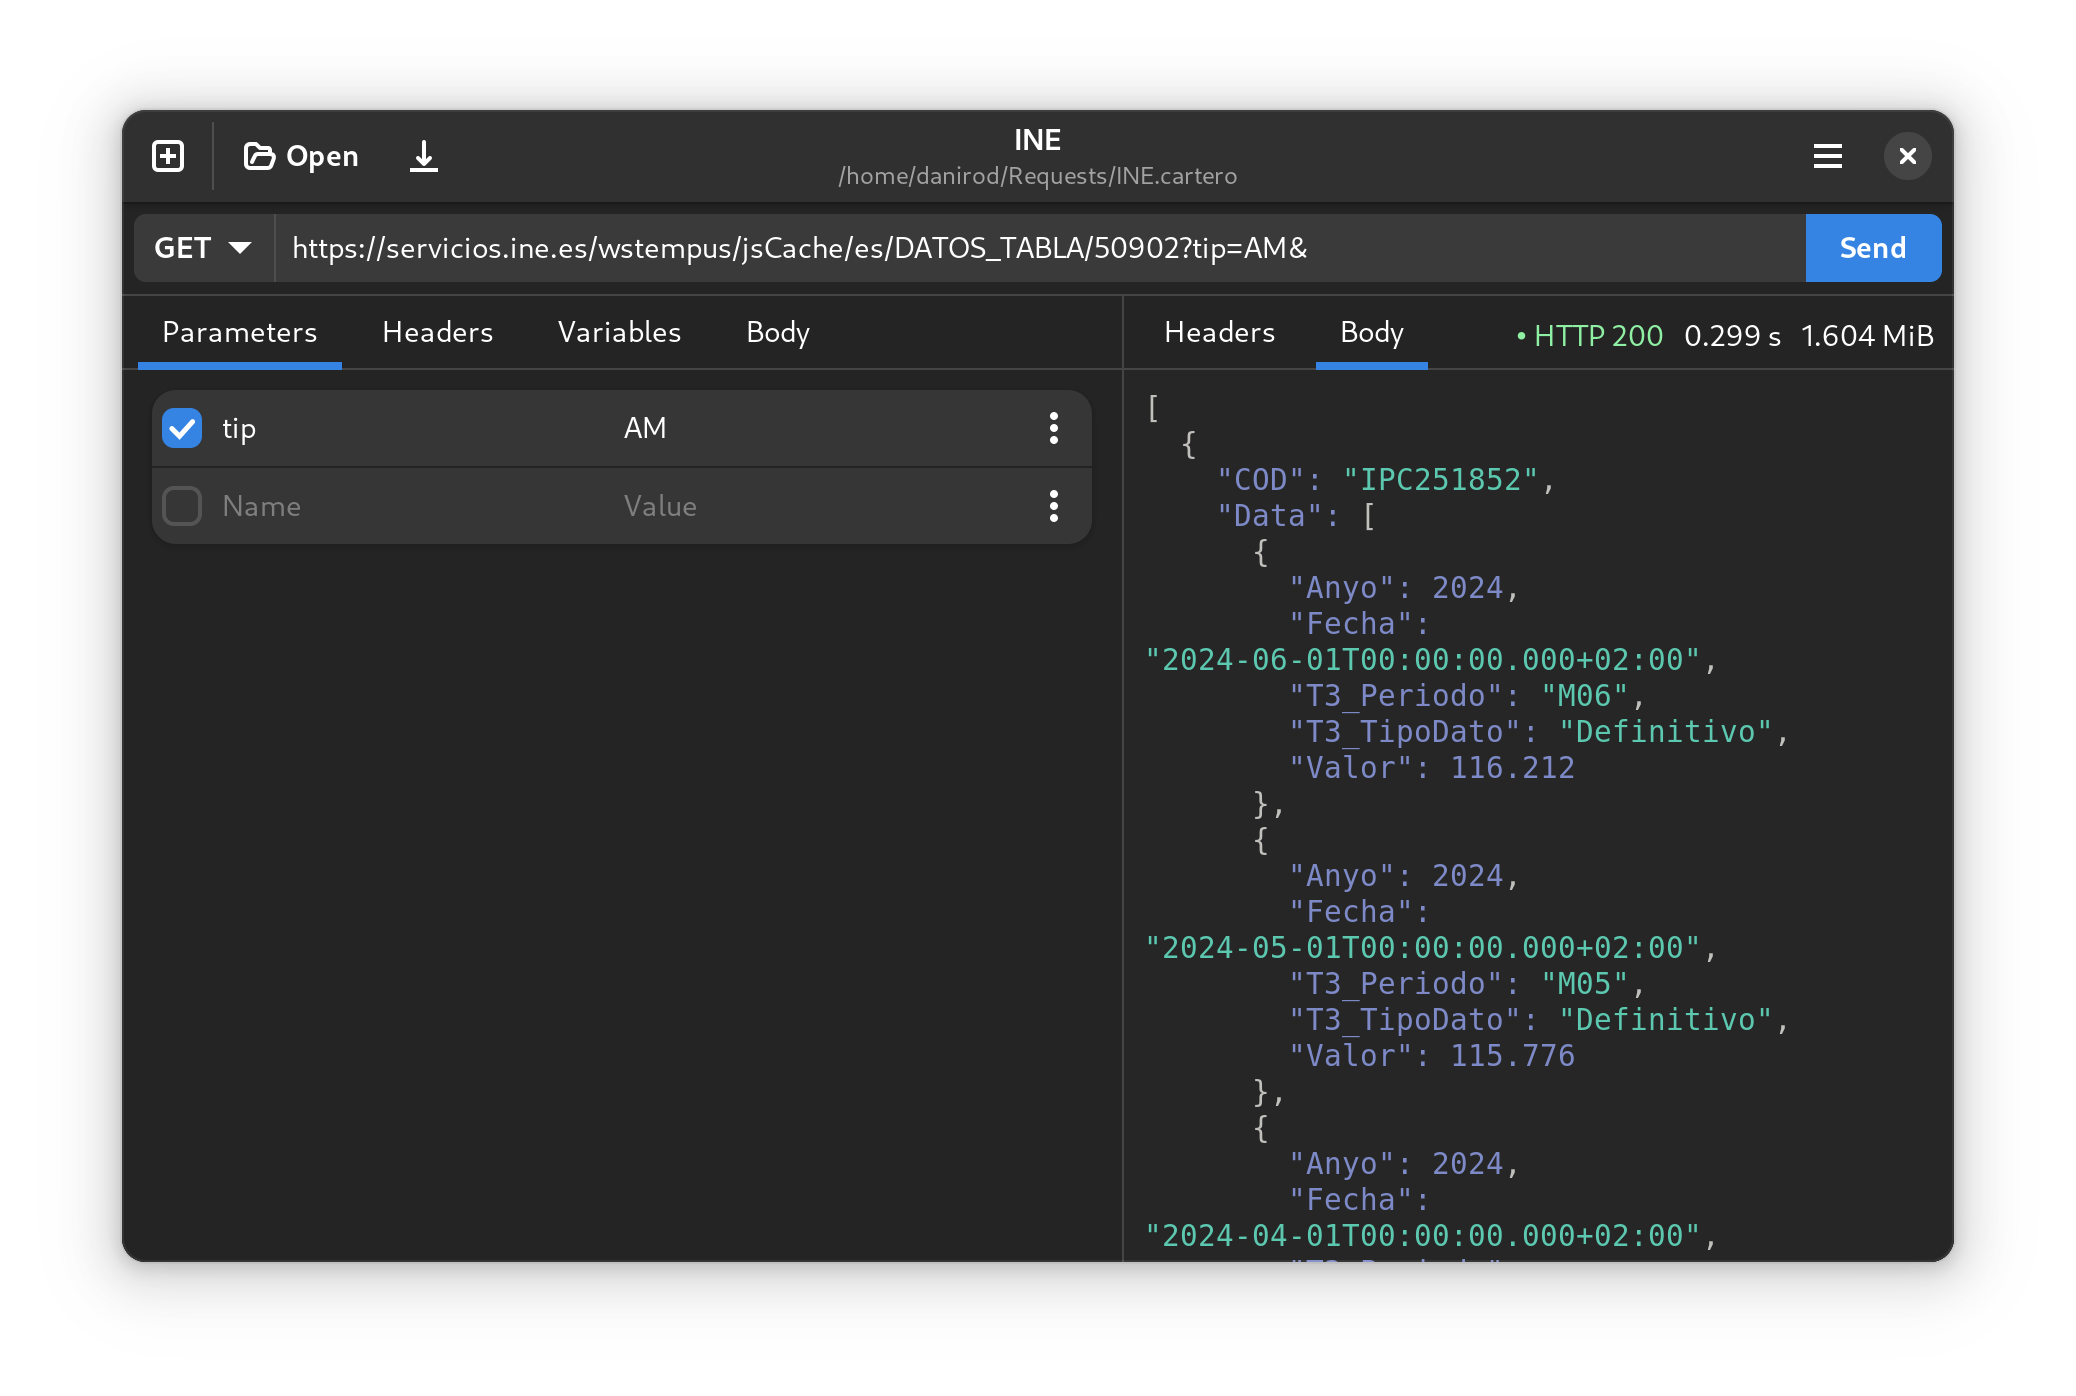 Open
INE
/home/danirod/Requests/INE.cartero
GET
https://servicios.ine.es/wstempus/jsCache/es/DATOS_TABLA/50902?tip=AM&
Send
Parameters Headers Variables Body
tip AM
Name Value
Headers Body • HTTP 200 0.299 s 1.604 MiB
[
{
"COD": "IPC251852",
"Data": [
{
"Anyo": 2024,
"Fecha":
"2024-06-01T00:00:00.000+02:00",
"T3_Periodo": "M06",
"T3_TipoDato": "Definitivo",
"Valor": 116.212
},
{
"Anyo": 2024,
"Fecha":
"2024-05-01T00:00:00.000+02:00",
"T3_Periodo": "M05",
"T3_TipoDato": "Definitivo",
"Valor": 115.776
},
{
"Anyo": 2024,
"Fecha":
"2024-04-01T00:00:00.000+02:00",